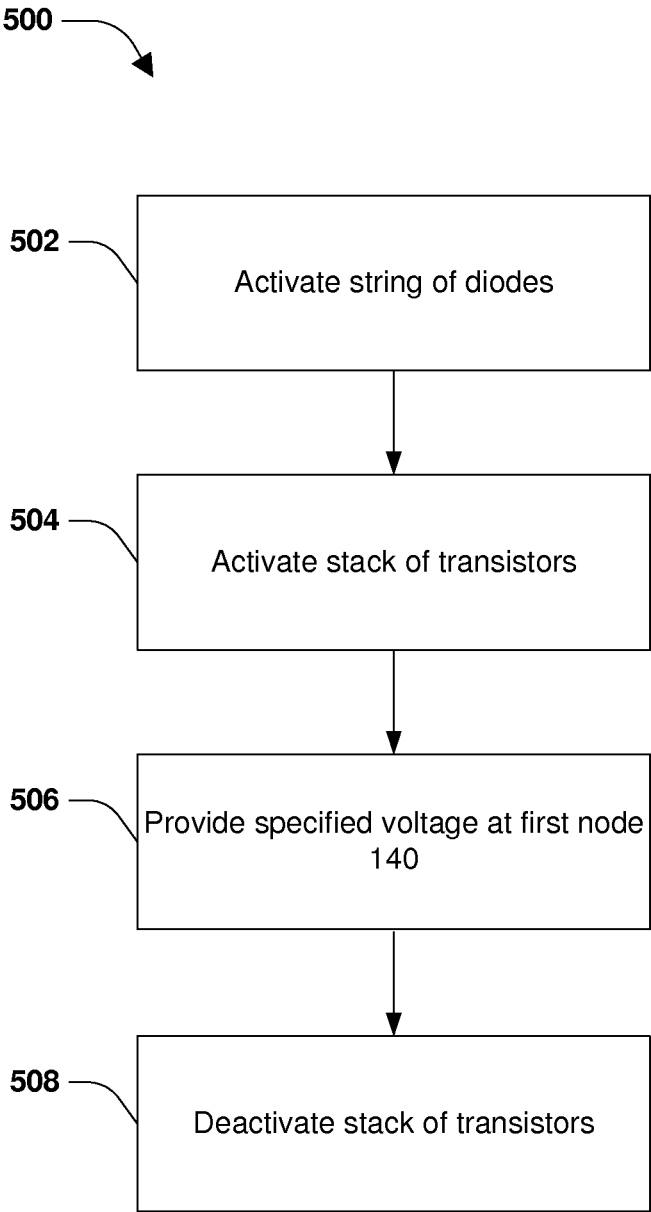 500
502
Activate string of diodes
504
Activate stack of transistors
506
Provide specified voltage at first node
140
508
Deactivate stack of transistors